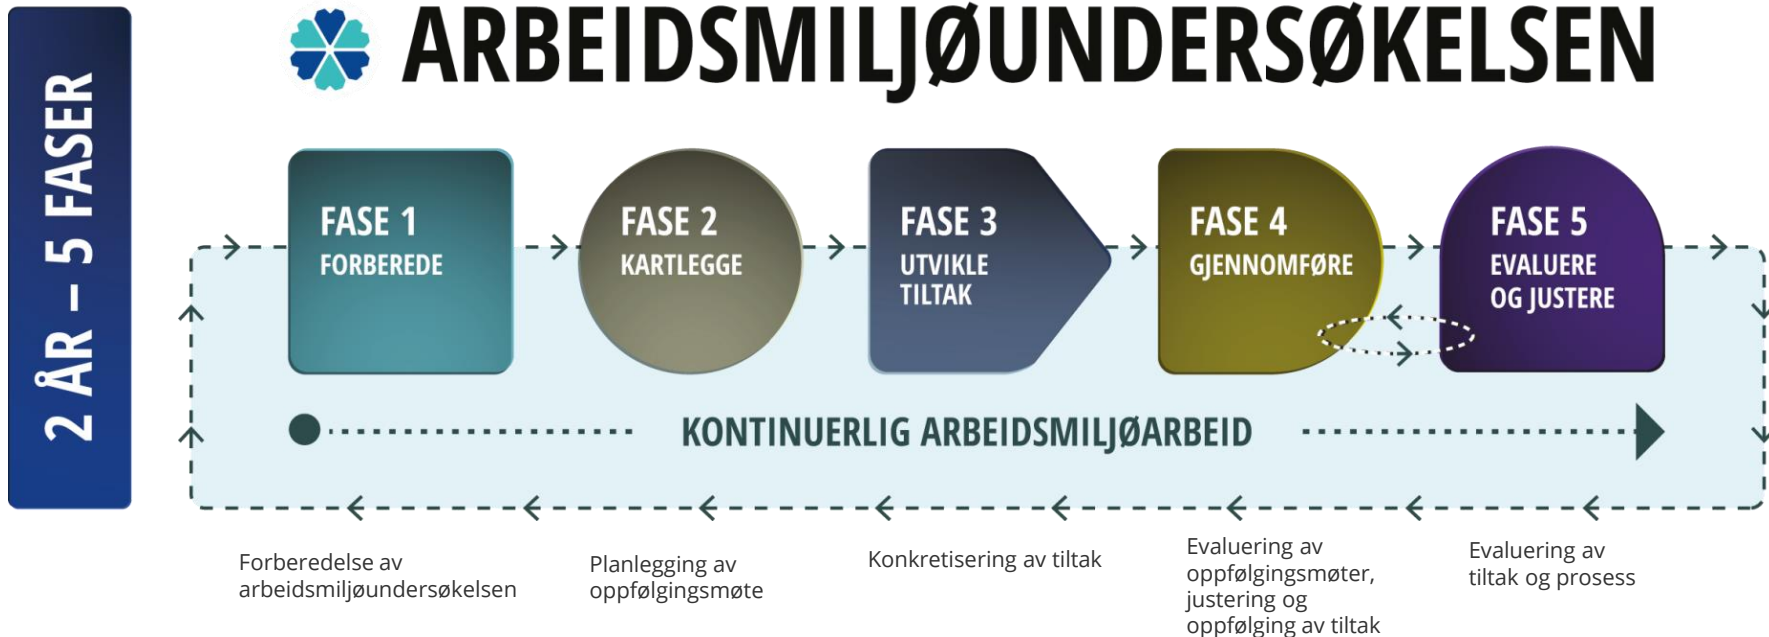 2 ÅR – 5 FASER
ARBEIDSMILJØUNDERSØKELSEN
FASE 1
FORBEREDE
FASE 2
KARTLEGGE
FASE 3
UTVIKLE
TILTAK
FASE 4
GJENNOMFØRE
FASE 5
EVALUERE
OG JUSTERE
KONTINUERLIG ARBEIDSMILJØARBEID
Forberedelse av
arbeidsmiljøundersøkelsen
Planlegging av
oppfølgingsmøte
Konkretisering av tiltak
Evaluering av
oppfølgingsmøter,
justering og
oppfølging av tiltak
Evaluering av
tiltak og prosess